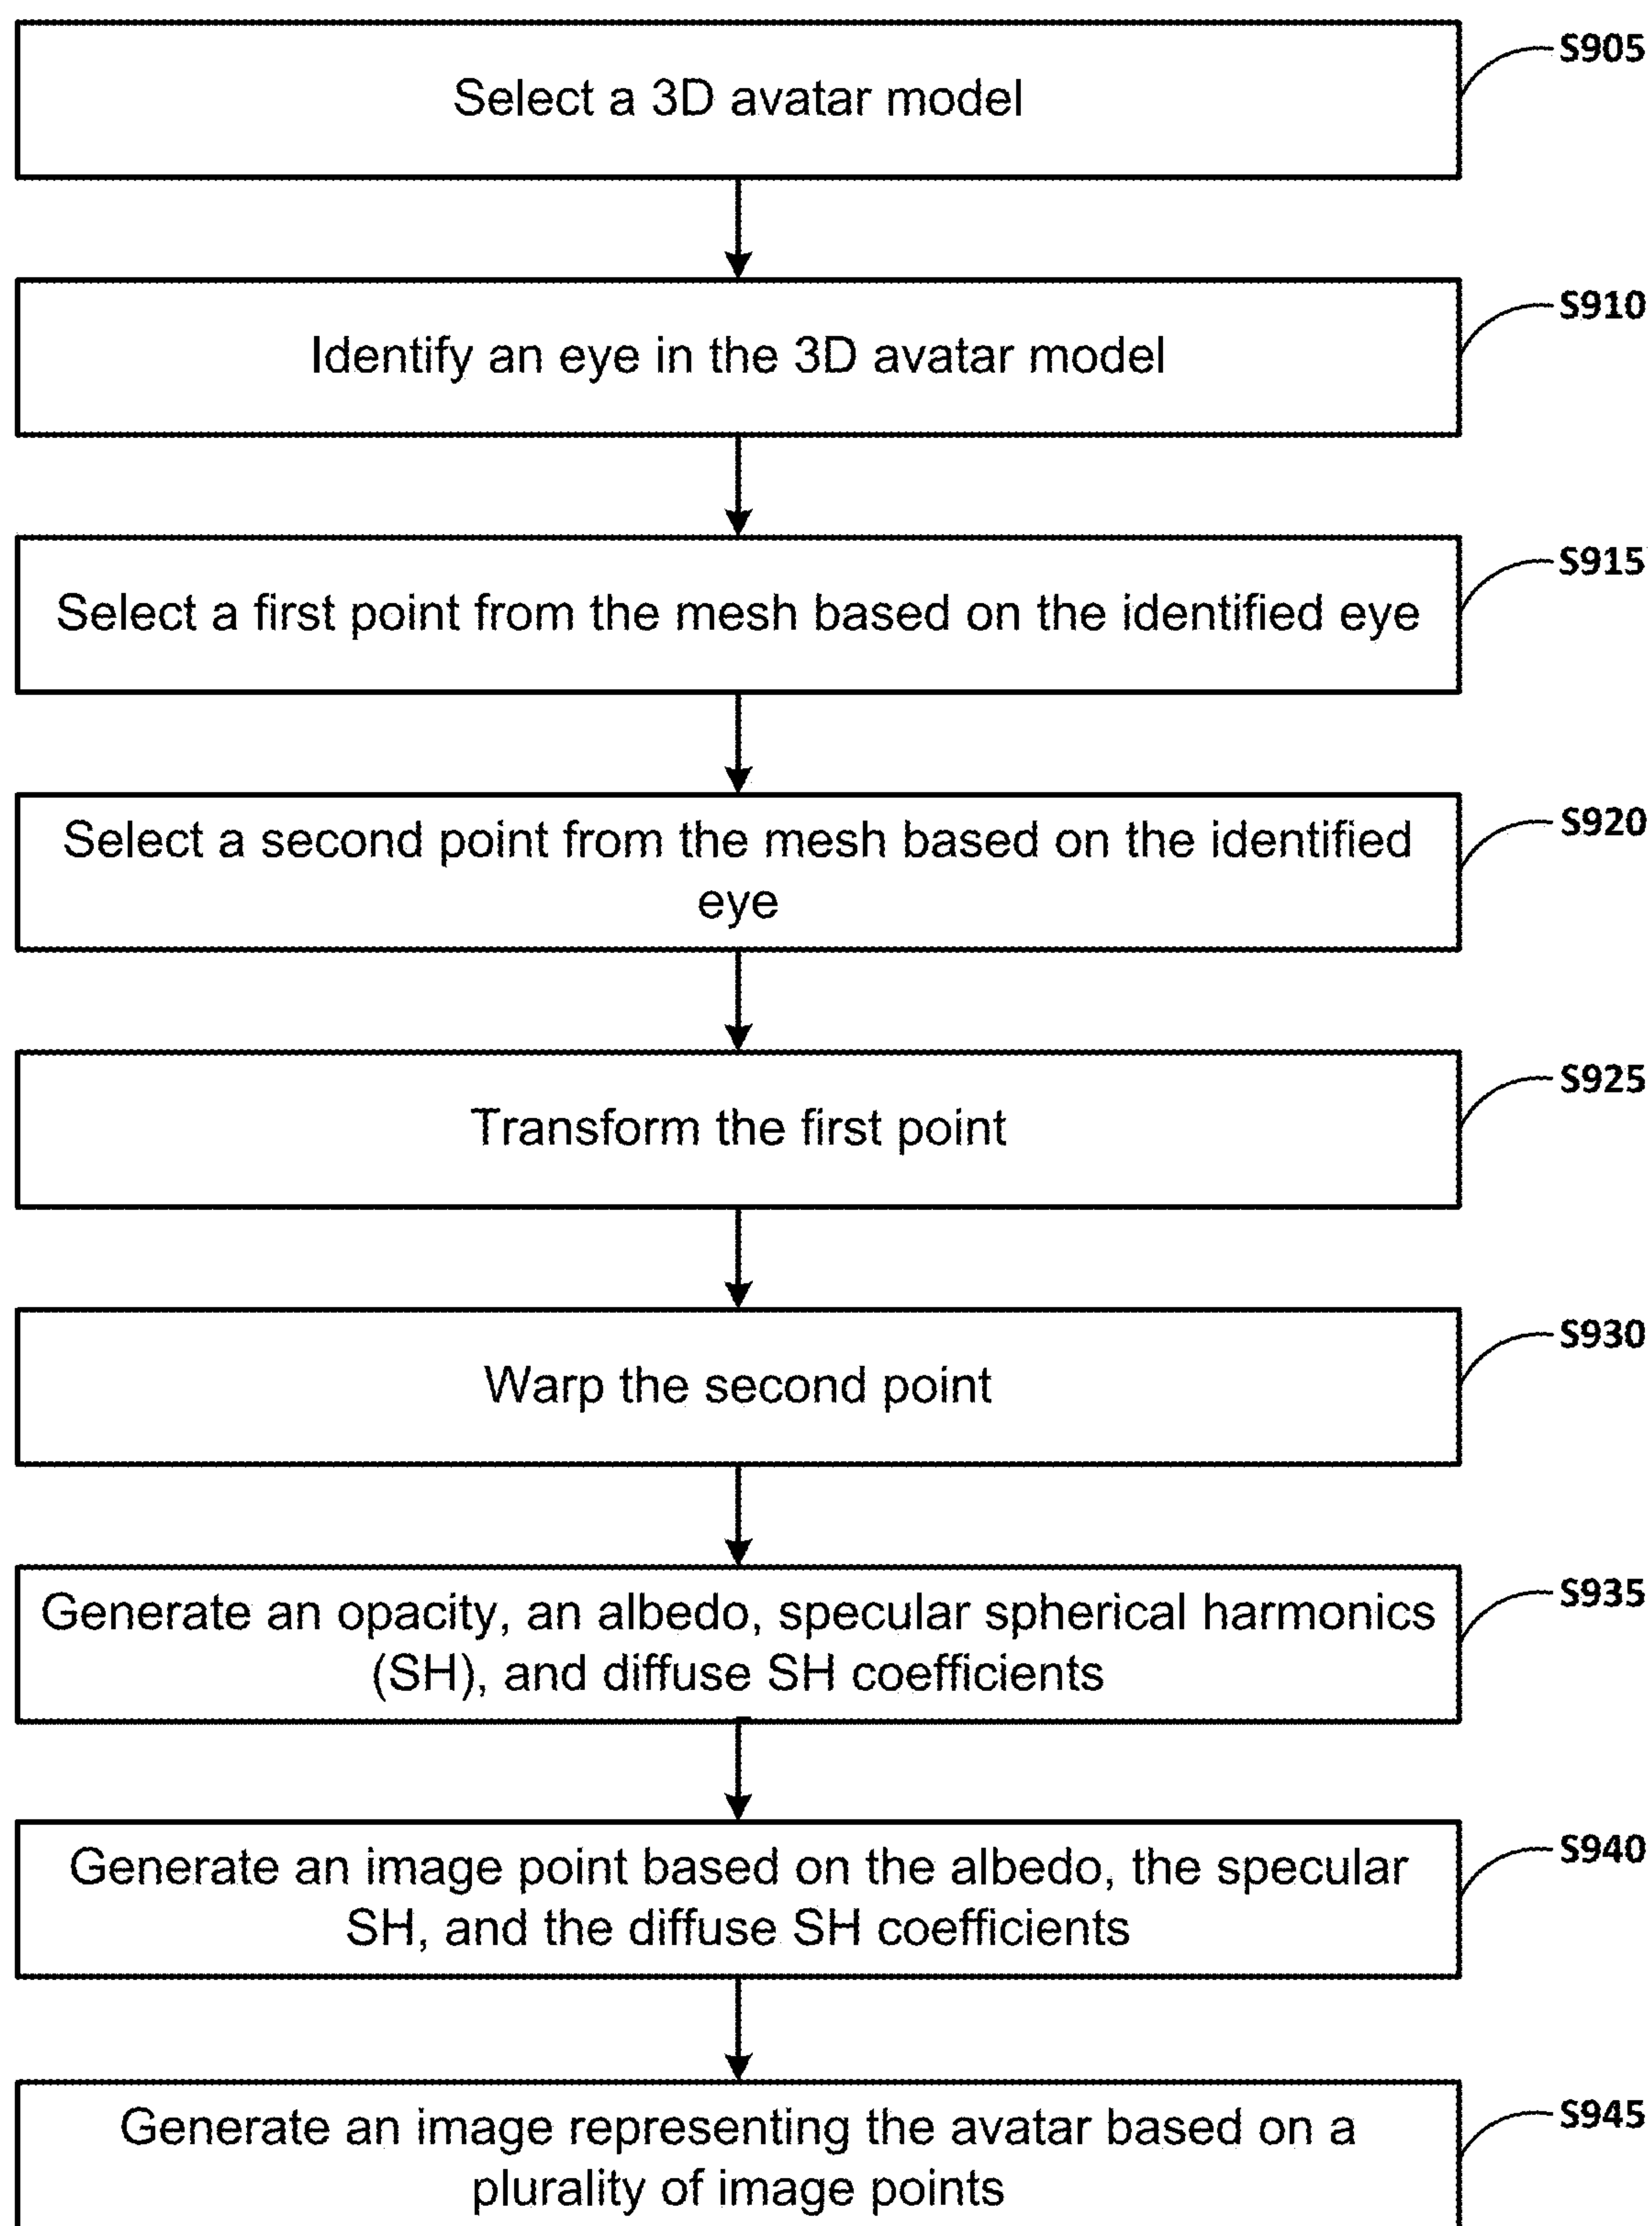 S905
Select a 3D avatar model
S910
Identify an eye in the 3D avatar model
S915
Select a first point from the mesh based on the identified eye
S920
Select a second point from the mesh based on the identified
eye
S925
Transform the first point
S930
Warp the second point
S935
Generate an opacity, an albedo, specular spherical harmonics
(SH), and diffuse SH coefficients
S940
Generate an image point based on the albedo, the specular
SH, and the diffuse SH coefficients
S945
Generate an image representing the avatar based on a
plurality of image points